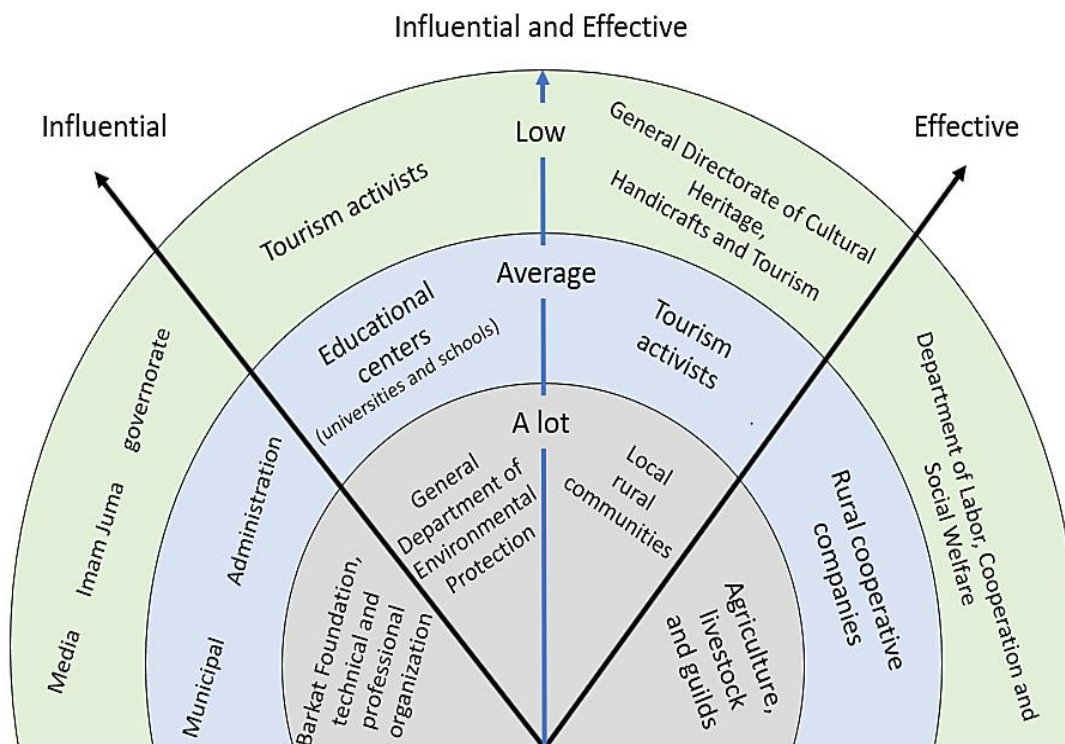 Influential and Effective
Influential
Effective
Low
Tourism activists
General Directorate of Cultural
Heritage,
Handicrafts and Tourism
Average
Educational
centers
(universities and schools)
Tourism
activists
A lot
General
Department of
Environmental
Protection
Local
rural
communities
governorate
Imam Juma
Media
Administration
Municipal
Barkat Foundation,
technical and
professional
organization
Agriculture,
livestock
and guilds
Rural cooperative
companies
Department of Labor, Cooperation and
Social Welfare